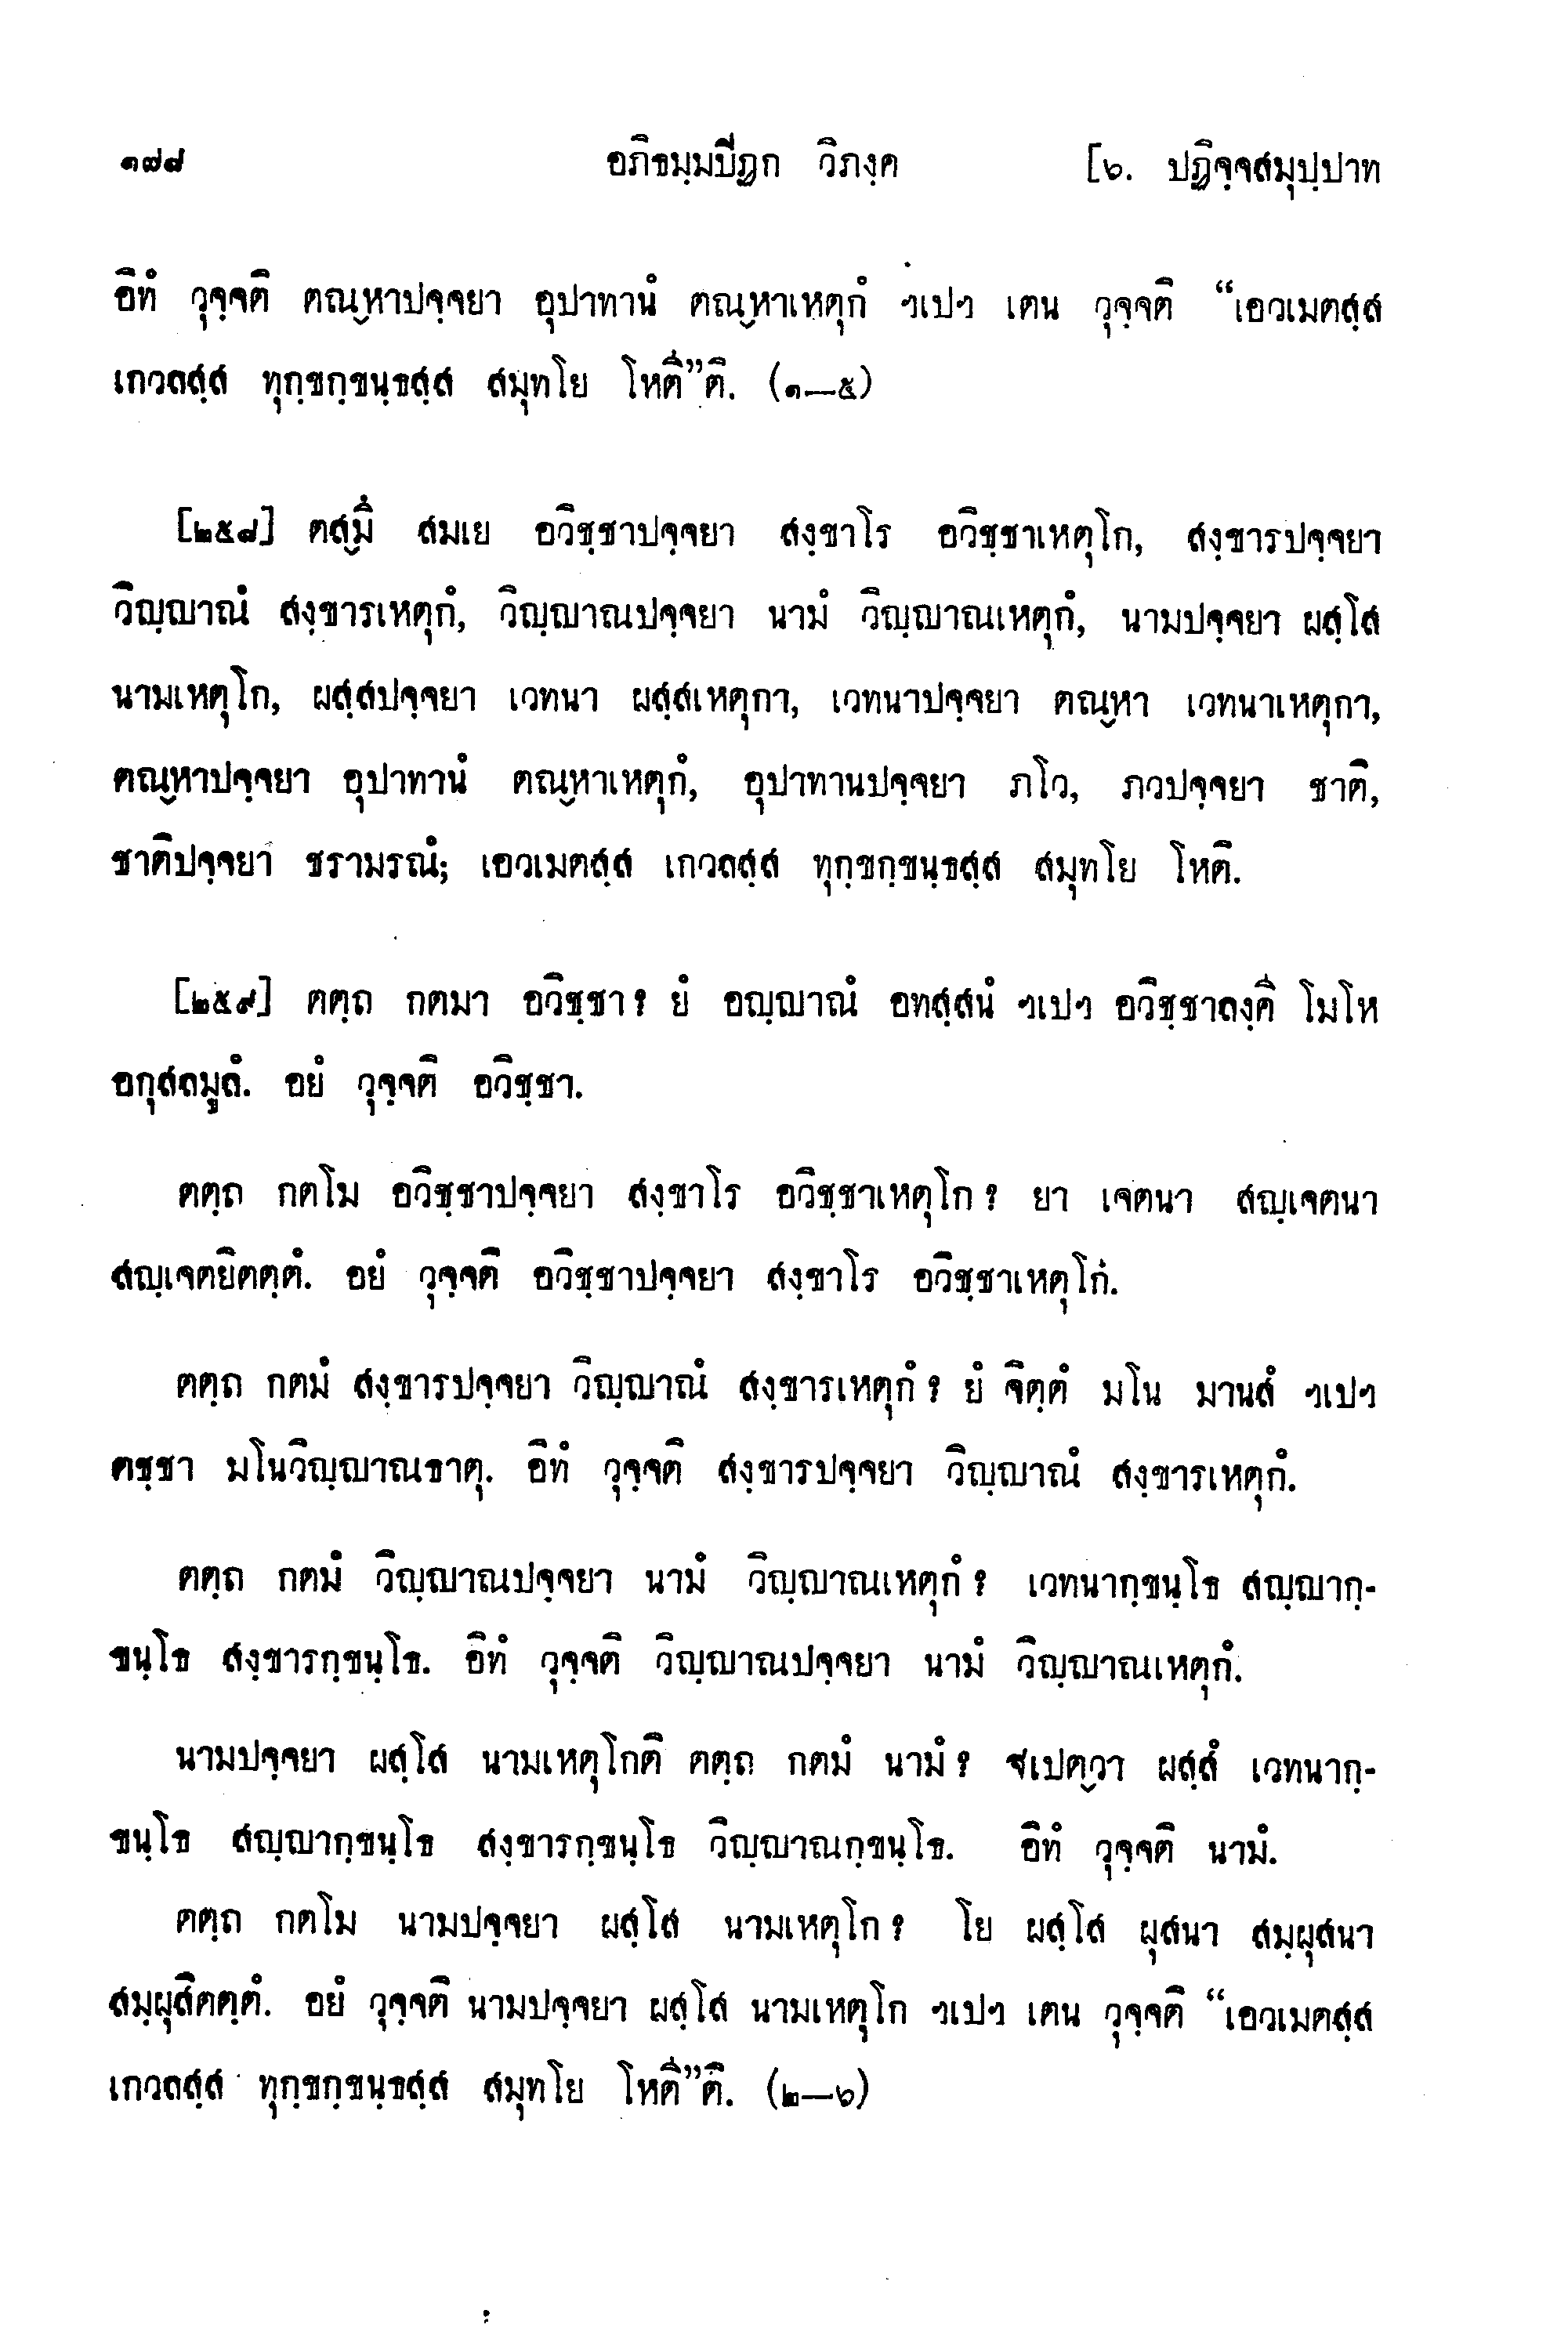 ๑๗๘ อภิธมฺมปิฏก วิภงฺค [๖. ปฏิจฺจสมุปฺปาท
อิทํ วุจฺจติ ตณฺหาปจฺจยา อุปาทานํ ตณฺหาเหตุกํ ฯเปฯ เตน วุจฺจติ “เอวเมตสฺส
เกวลสฺส ทุกฺขกฺขนฺธสฺส สมุทโย โหตี”ติ. (๑—๕)
[๒๕๘] ตสฺมึ สมเย อวิชฺชาปจฺจยา สงฺขาโร อวิชฺชาเหตุโก, สงฺขารปจฺจยา
วิญฺญาณํ สงฺขารเหตุกํ, วิญฺญาณปจฺจยา นามํ วิญฺญาณเหตุกํ, นามปจฺจยา ผสฺโส
นามเหตุโก, ผสฺสปจฺจยา เวทนา ผสฺสเหตุกา, เวทนาปจฺจยา ตณฺหา เวทนาเหตุกา,
ตณฺหาปจฺจยา อุปาทานํ ตณฺหาเหตุกํ, อุปาทานปจฺจยา ภโว, ภวปจฺจยา ชาติ,
ชาติปจฺจยา ชรามรณํ; เอวเมตสฺส เกวลสฺส ทุกฺขกฺขนฺธสฺส สมุทโย โหติ.
[๒๕๙] ตตฺถ กตมา อวิชฺชา? ยํ อญฺญาณํ อทสฺสนํ ฯเปฯ อวิชฺชาลงฺคี โมโห
อกุสลมูลํ. อยํ วุจฺจติ อวิชฺชา.
ตตฺถ กตโม อวิชฺชาปจฺจยา สงฺขาโร อวิชฺชาเหตุโก? ยา เจตนา สญฺเจตนา
สญฺเจตยิตตฺตํ. อยํ วุจฺจติ อวิชฺชาปจฺจยา สงฺขาโร อวิชฺชาเหตุโก.
ตตฺถ กตมํ สงฺขารปจฺจยา วิญฺญาณํ สงฺขารเหตุกํ? ยํ จิตฺตํ มโน มานสํ ฯเปฯ
ตชฺชา มโนวิญฺญาณธาตุ. อิทํ วุจฺจติ สงฺขารปจฺจยา วิญฺญาณํ สงฺขารเหตุกํ.
ตตฺถ กตมํ วิญฺญาณปจฺจยา นามํ วิญฺญาณเหตุกํ? เวทนากฺขนฺโธ สญฺญากฺ-
ขนฺโธ สงฺขารกฺขนฺโธ. อิทํ วุจฺจติ วิญฺญาณปจฺจยา นามํ วิญฺญาณเหตุกํ.
นามปจฺจยา ผสฺโส นามเหตุโกติ ตตฺถ กตมํ นามํ? ฐเปตฺวา ผสฺสํ เวทนากฺ-
ขนฺโธ สญฺญากฺขนฺโธ สงฺขารกฺขนฺโธ วิญฺญาณกฺขนฺโธ. อิทํ วุจฺจติ นามํ.
ตตฺถ กตโม นามปจฺจยา ผสฺโส นามเหตุโก? โย ผสฺโส ผุสนา สมฺผุสนา
สมฺผุสิตตฺตํ. อยํ วุจฺจติ นามปจฺจยา ผสฺโส นามเหตุโก ฯเปฯ เตน วุจฺจติ “เอวเมตสฺส
เกวลสฺส ทุกฺขกฺขนฺธสฺส สมุทโย โหตี”ติ. (๒—๖)